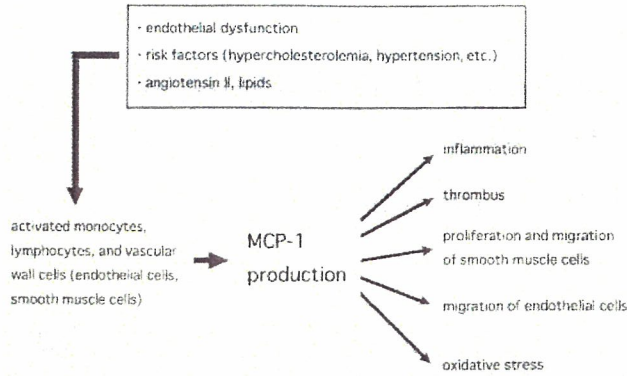 · endothelial dysfunction
· risk factors (hypercholesterolemia, hypertension, etc.)
· angiotensin II, lipids
activated monocytes,
lymphocytes, and vascular
wall cells (endothelial cells,
smooth muscle cells)
MCP-1
production
inflammation
thrombus
proliferation and migration
of smooth muscle cells
migration of endothelial cells
oxidative stress